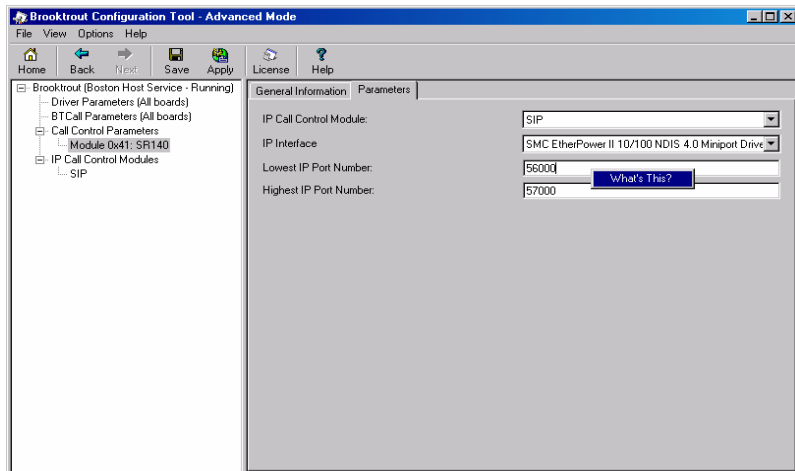 Brooktrout Configuration Tool - Advanced Mode
File View Options Help
Home Back Next Save Apply License Help
Brooktrout (Boston Host Service - Running)
Driver Parameters (All boards)
BTCall Parameters (All boards)
Call Control Parameters
Module 0x41: SR140
IP Call Control Modules
SIP
General Information Parameters
IP Call Control Module: SIP
IP Interface SMC EtherPower II 10/100 NDIS 4.0 Miniport Drive
Lowest IP Port Number: 56000
What's This?
Highest IP Port Number: 57000